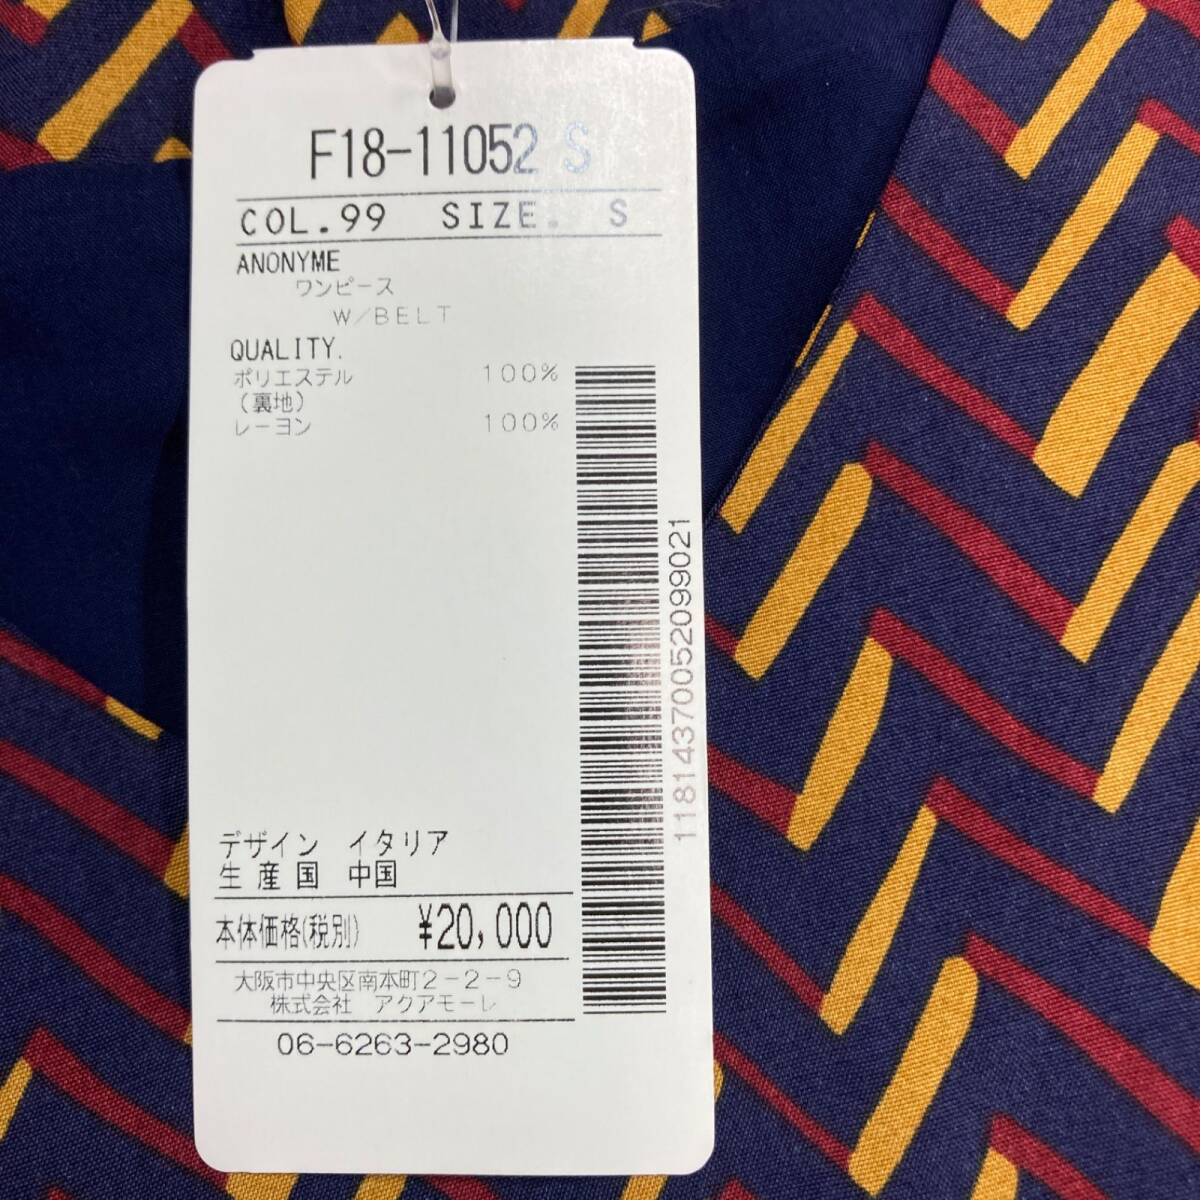 F18-11052 S
COL.99 SIZE. S
ANONYME
ワンピース
W/BELT
QUALITY.
ポリエステル 100%
(裏地)
レーヨン 100%
1181437005209​9021
デザイン イタリア
生産国 中国
本体価格(税別) ¥20,000
大阪市中央区南本町2-2-9
株式会社 アクアモーレ
06-6263-2980